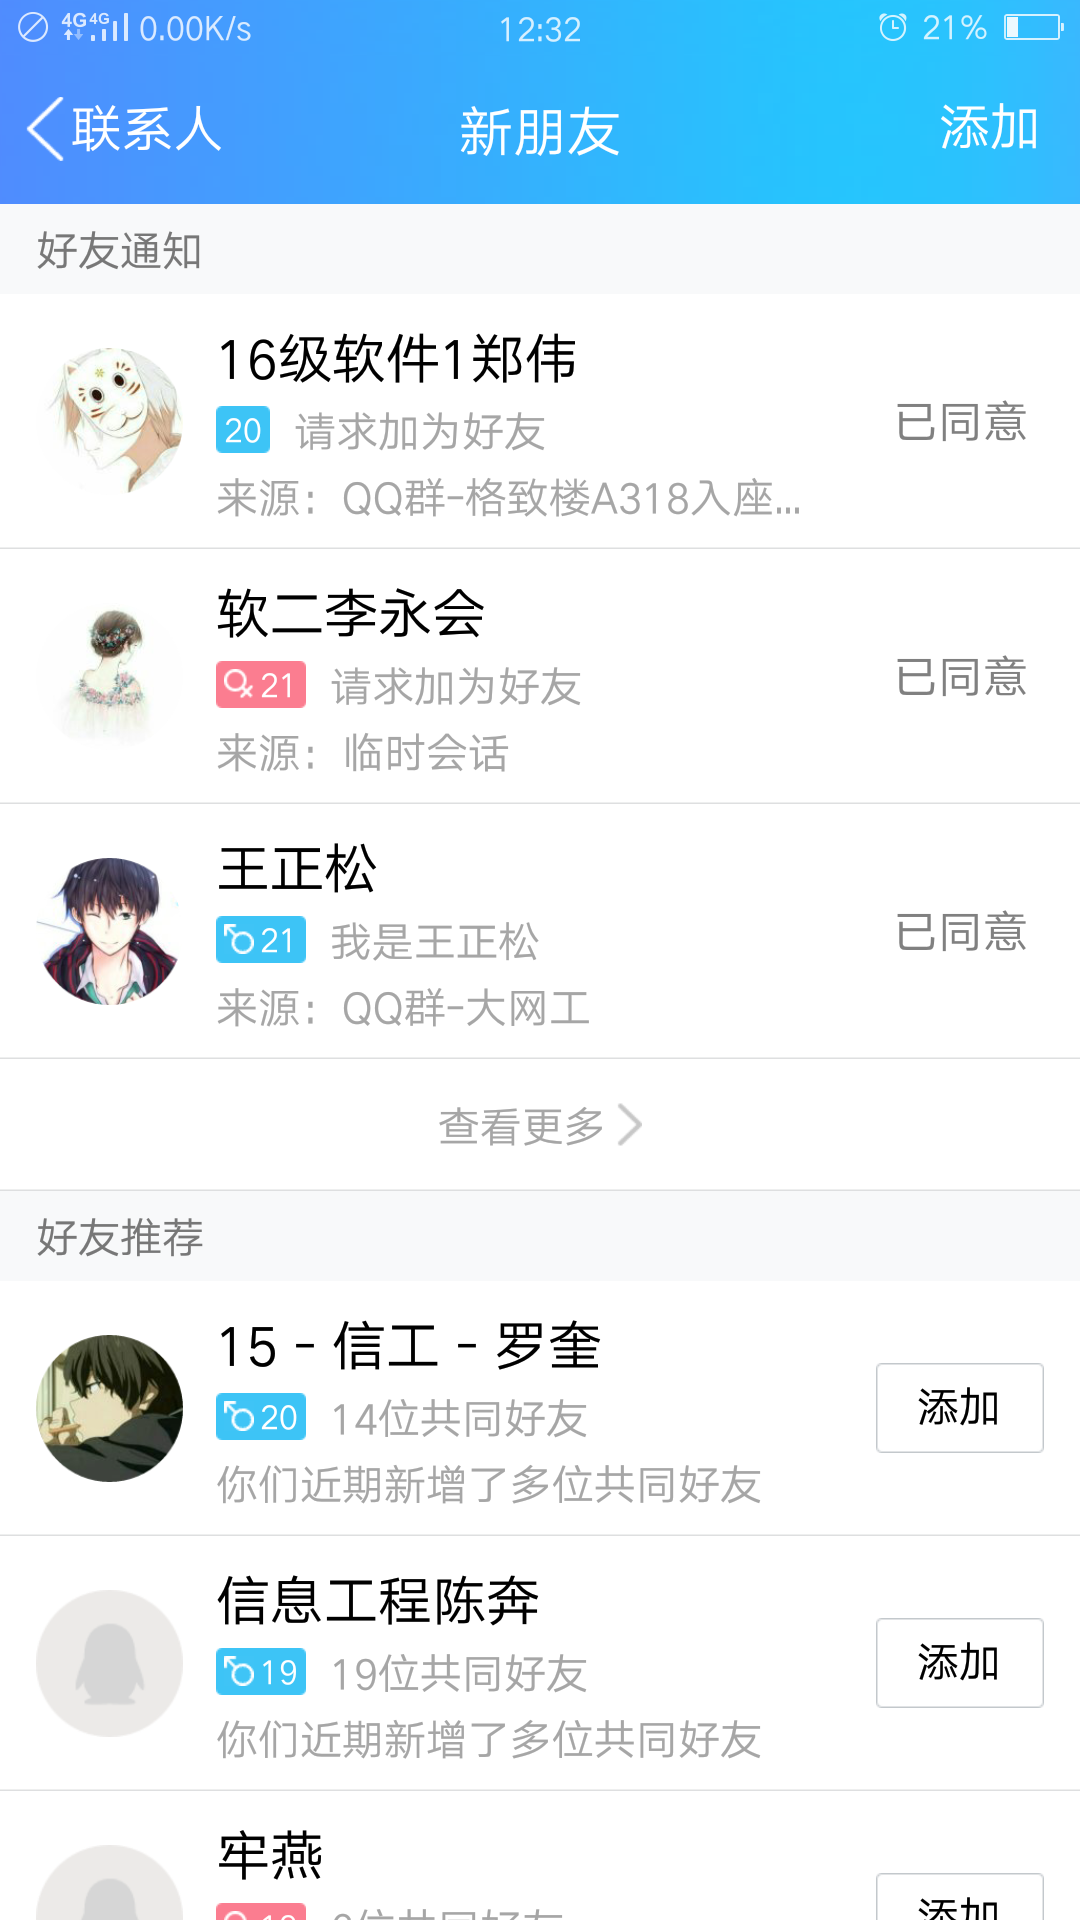 4G 4G 0.00K/s 12:32 21%
联系人 新朋友 添加
好友通知
16级软件1郑伟
20 请求加为好友 已同意
来源：QQ群-格致楼A318入座...
软二李永会
21 请求加为好友 已同意
来源：临时会话
王正松
21 我是王正松 已同意
来源：QQ群-大网工
查看更多
好友推荐
15 - 信工 - 罗奎
20 14位共同好友 添加
你们近期新增了多位共同好友
信息工程陈奔
19 19位共同好友 添加
你们近期新增了多位共同好友
牢燕
位共同好友 添加